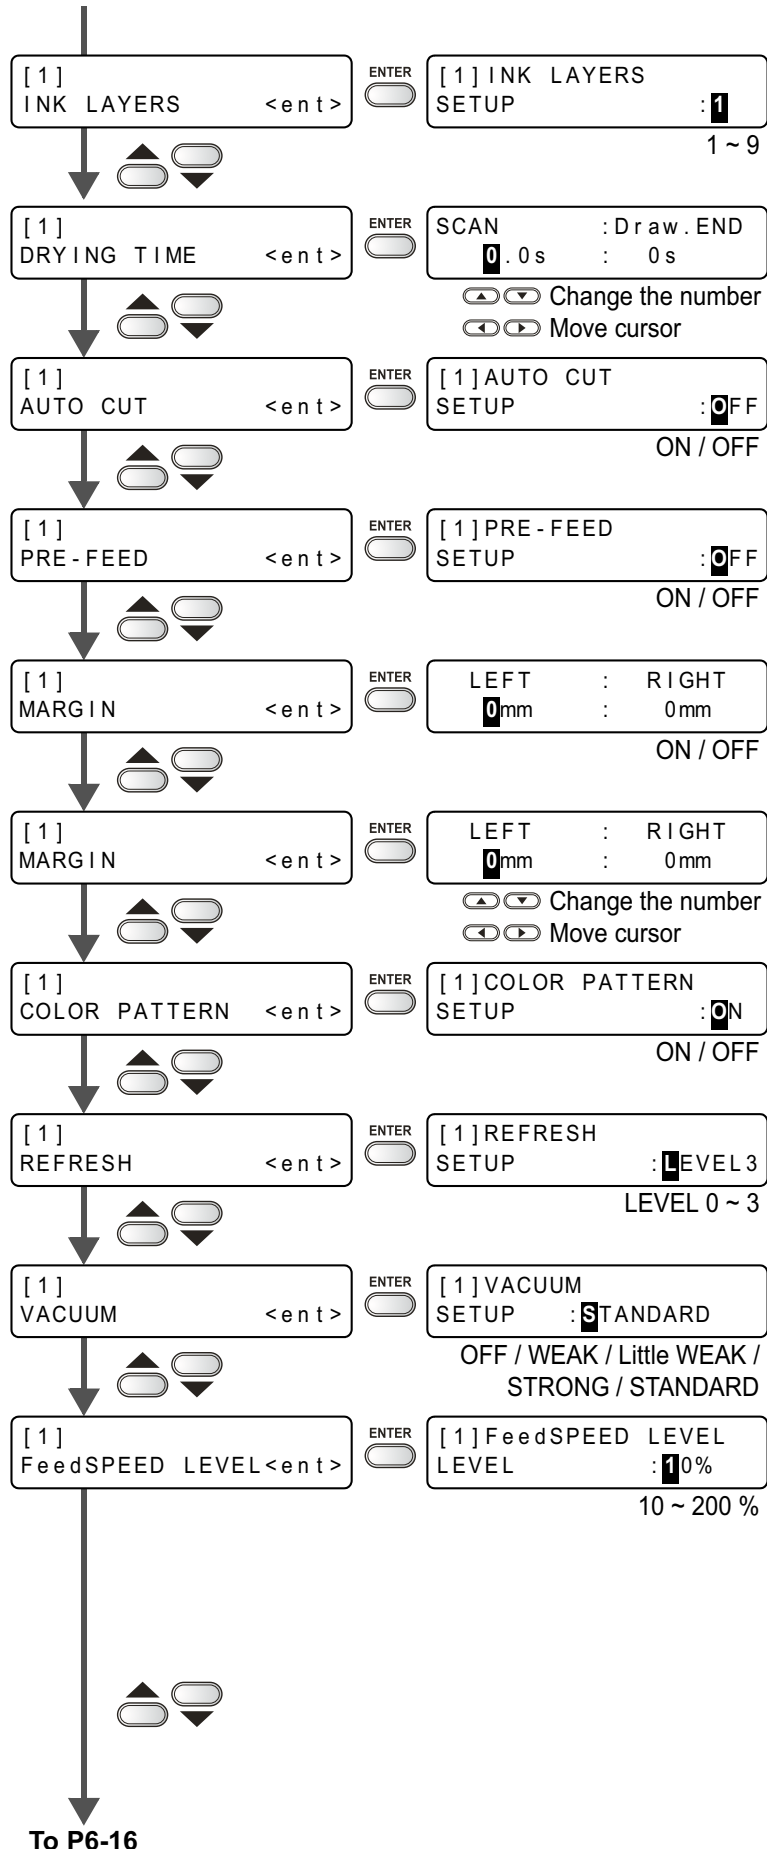 [1]
INK LAYERS <ent>
ENTER
[1]INK LAYERS
SETUP :1
1 ~ 9
[1]
DRYING TIME <ent>
ENTER
SCAN :Draw.END
0.0s : 0s
Change the number
Move cursor
[1]
AUTO CUT <ent>
ENTER
[1]AUTO CUT
SETUP :OFF
ON / OFF
[1]
PRE-FEED <ent>
ENTER
[1]PRE-FEED
SETUP :OFF
ON / OFF
[1]
MARGIN <ent>
ENTER
LEFT : RIGHT
0mm : 0mm
ON / OFF
[1]
MARGIN <ent>
ENTER
LEFT : RIGHT
0mm : 0mm
Change the number
Move cursor
[1]
COLOR PATTERN <ent>
ENTER
[1]COLOR PATTERN
SETUP :ON
ON / OFF
[1]
REFRESH <ent>
ENTER
[1]REFRESH
SETUP :LEVEL3
LEVEL 0 ~ 3
[1]
VACUUM <ent>
ENTER
[1]VACUUM
SETUP :STANDARD
OFF / WEAK / Little WEAK /
STRONG / STANDARD
[1]
FeedSPEED LEVEL<ent>
ENTER
[1]FeedSPEED LEVEL
LEVEL :10%
10 ~ 200 %
To P6-16